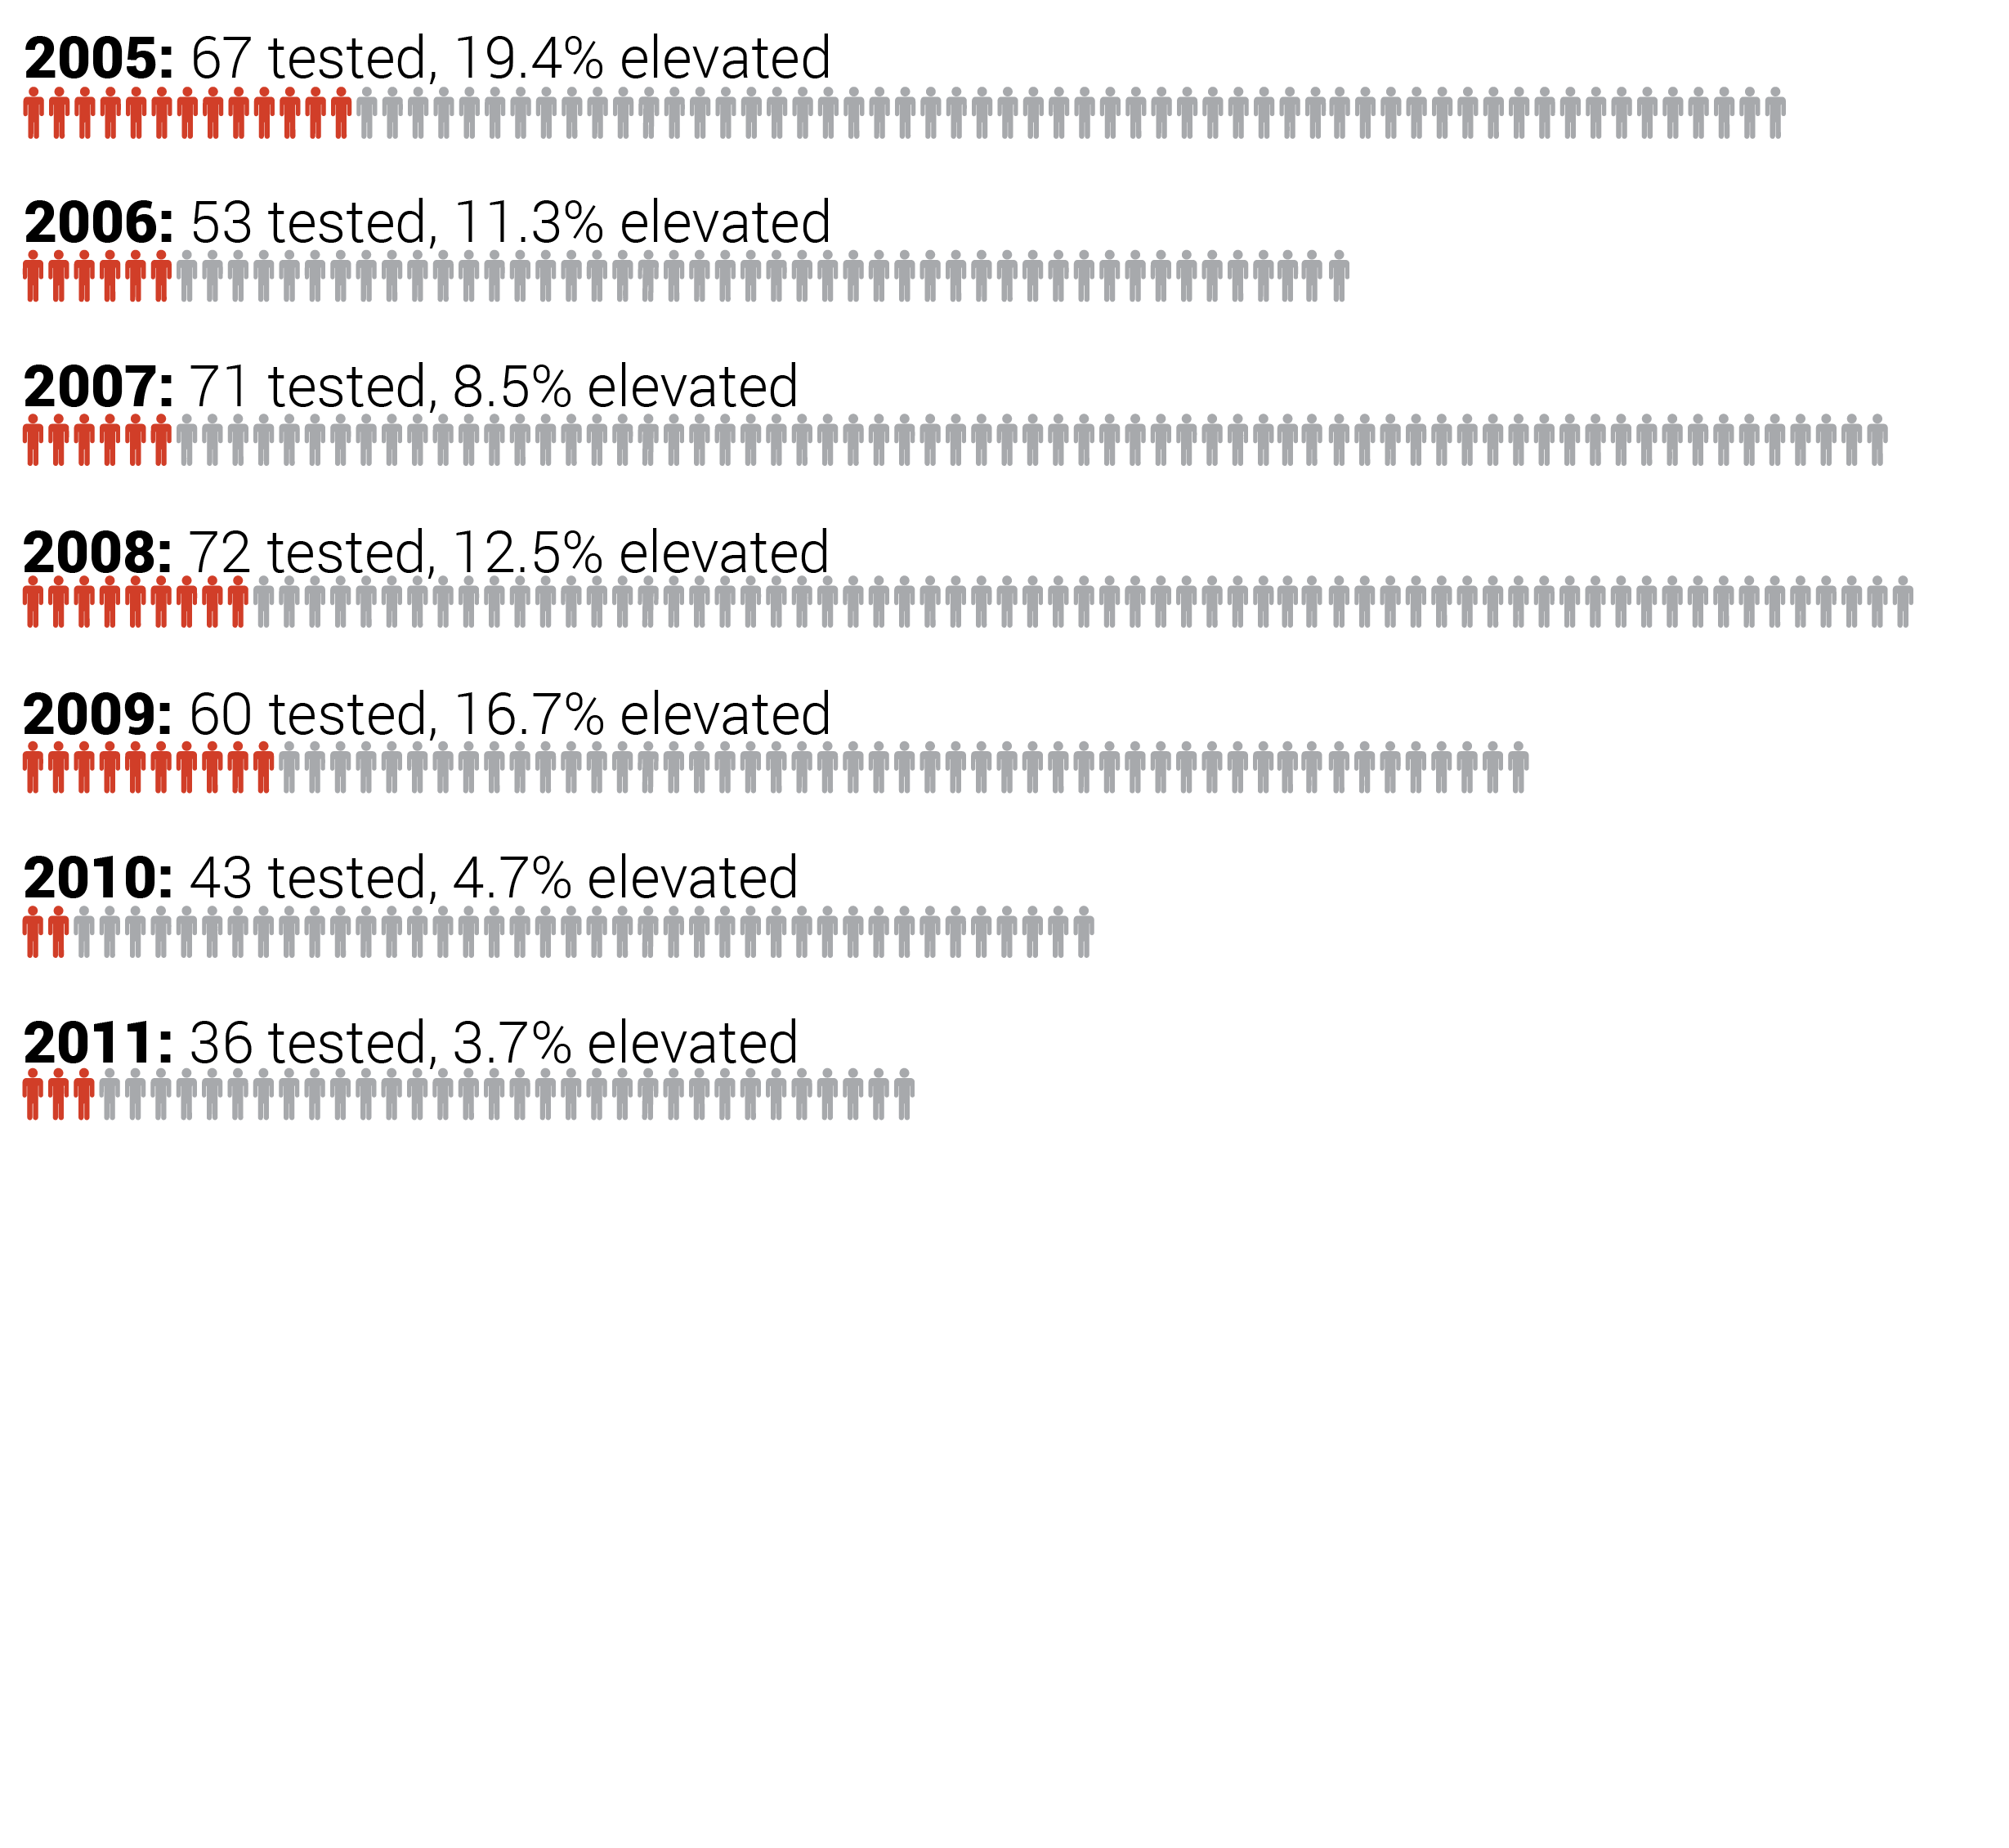 2005: 67 tested, 19.4% elevated
2006: 53 tested, 11.3% elevated
2007: 71 tested, 8.5% elevated
2008: 72 tested, 12.5% elevated
2009: 60 tested, 16.7% elevated
2010: 43 tested, 4.7% elevated
2011: 36 tested, 3.7% elevated